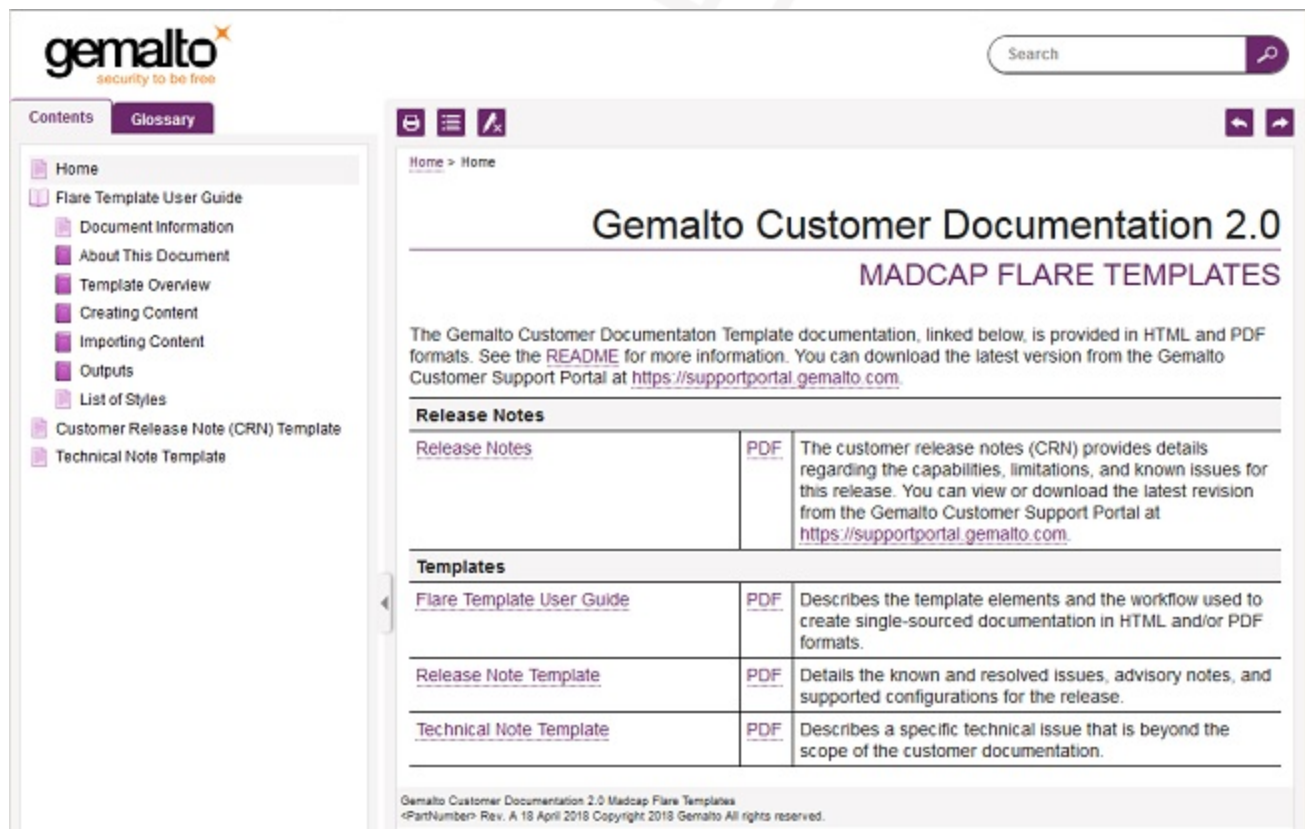 gemalto
security to be free
Search
Contents
Glossary
Home
Flare Template User Guide
Document Information
About This Document
Template Overview
Creating Content
Importing Content
Outputs
List of Styles
Customer Release Note (CRN) Template
Technical Note Template
Home > Home
Gemalto Customer Documentation 2.0
MADCAP FLARE TEMPLATES
The Gemalto Customer Documentaton Template documentation, linked below, is provided in HTML and PDF
formats. See the README for more information. You can download the latest version from the Gemalto
Customer Support Portal at https://supportportal.gemalto.com.
Release Notes
Release Notes PDF The customer release notes (CRN) provides details
regarding the capabilities, limitations, and known issues for
this release. You can view or download the latest revision
from the Gemalto Customer Support Portal at
https://supportportal.gemalto.com.
Templates
Flare Template User Guide PDF Describes the template elements and the workflow used to
create single-sourced documentation in HTML and/or PDF
formats.
Release Note Template PDF Details the known and resolved issues, advisory notes, and
supported configurations for the release.
Technical Note Template PDF Describes a specific technical issue that is beyond the
scope of the customer documentation.
Gemalto Customer Documentation 2.0 Madcap Flare Templates
<PartNumber> Rev. A 18 April 2018 Copyright 2018 Gemalto All rights reserved.